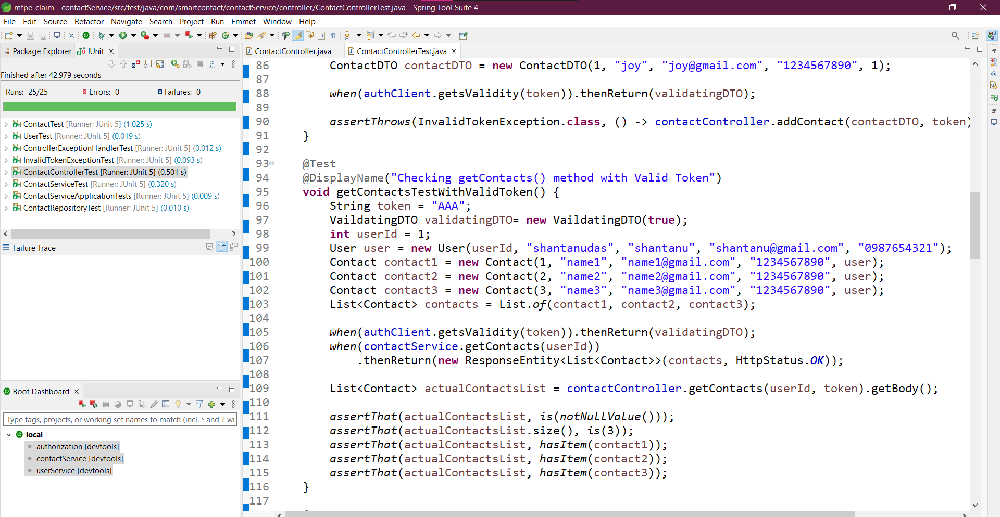 mfpe-claim - contactService/src/test/java/com/smartcontact/contactService/controller/ContactControllerTest.java - Spring Tool Suite 4
File Edit Source Refactor Navigate Search Project Run Emmet Window Help
Package Explorer JUnit
Finished after 42.979 seconds
Runs: 25/25 Errors: 0 Failures: 0
ContactTest [Runner: JUnit 5] (1.025 s)
UserTest [Runner: JUnit 5] (0.019 s)
ControllerExceptionHandlerTest [Runner: JUnit 5] (0.012 s)
InvalidTokenExceptionTest [Runner: JUnit 5] (0.093 s)
ContactControllerTest [Runner: JUnit 5] (0.501 s)
ContactServiceTest [Runner: JUnit 5] (0.320 s)
ContactServiceApplicationTests [Runner: JUnit 5] (0.009 s)
ContactRepositoryTest [Runner: JUnit 5] (0.010 s)
Failure Trace
Boot Dashboard
Type tags, projects, or working set names to match (incl. * and ? wi
local
authorization [devtools]
contactService [devtools]
userService [devtools]
ContactController.java ContactControllerTest.java
86 ContactDTO contactDTO = new ContactDTO(1, "joy", "joy@gmail.com", "1234567890", 1);
87
88 when(authClient.getsValidity(token)).thenReturn(validatingDTO);
89
90 assertThrows(InvalidTokenException.class, () -> contactController.addContact(contactDTO, token)
91 }
92
93 @Test
94 @DisplayName("Checking getContacts() method with Valid Token")
95 void getContactsTestWithValidToken() {
96 String token = "AAA";
97 VaildatingDTO validatingDTO= new VaildatingDTO(true);
98 int userId = 1;
99 User user = new User(userId, "shantanudas", "shantanu", "shantanu@gmail.com", "0987654321");
100 Contact contact1 = new Contact(1, "name1", "name1@gmail.com", "1234567890", user);
101 Contact contact2 = new Contact(2, "name2", "name2@gmail.com", "1234567890", user);
102 Contact contact3 = new Contact(3, "name3", "name3@gmail.com", "1234567890", user);
103 List<Contact> contacts = List.of(contact1, contact2, contact3);
104
105 when(authClient.getsValidity(token)).thenReturn(validatingDTO);
106 when(contactService.getContacts(userId))
107 .thenReturn(new ResponseEntity<List<Contact>>(contacts, HttpStatus.OK));
108
109 List<Contact> actualContactsList = contactController.getContacts(userId, token).getBody();
110
111 assertThat(actualContactsList, is(notNullValue()));
112 assertThat(actualContactsList.size(), is(3));
113 assertThat(actualContactsList, hasItem(contact1));
114 assertThat(actualContactsList, hasItem(contact2));
115 assertThat(actualContactsList, hasItem(contact3));
116 }
117